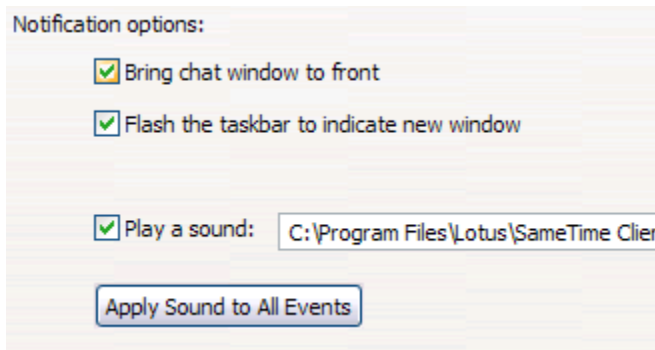 Notification options:
Bring chat window to front
Flash the taskbar to indicate new window
Play a sound: C:\Program Files\Lotus\SameTime Clien
Apply Sound to All Events